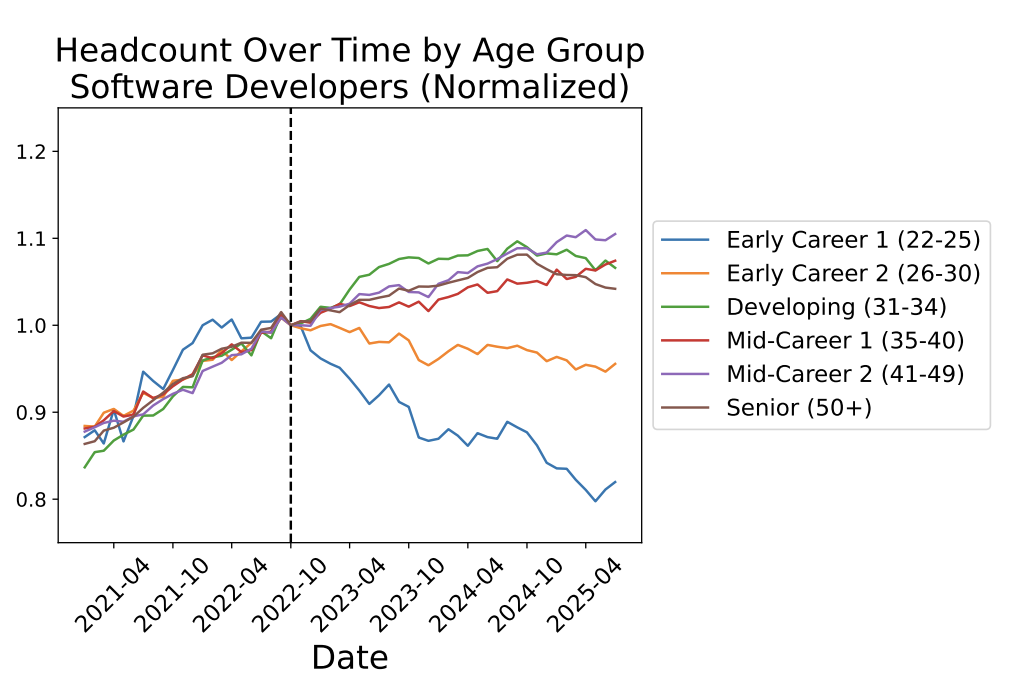 Headcount Over Time by Age Group
Software Developers (Normalized)
1.2
1.1
1.0
0.9
0.8
2021-04
2021-10
2022-04
2022-10
2023-04
2023-10
2024-04
2024-10
2025-04
Date
Early Career 1 (22-25)
Early Career 2 (26-30)
Developing (31-34)
Mid-Career 1 (35-40)
Mid-Career 2 (41-49)
Senior (50+)